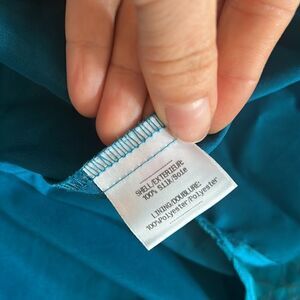 SHELL/EXTERIEUR:
100% Silk/Soie
LINING/DOUBLURE:
100%Polyester/Polyester